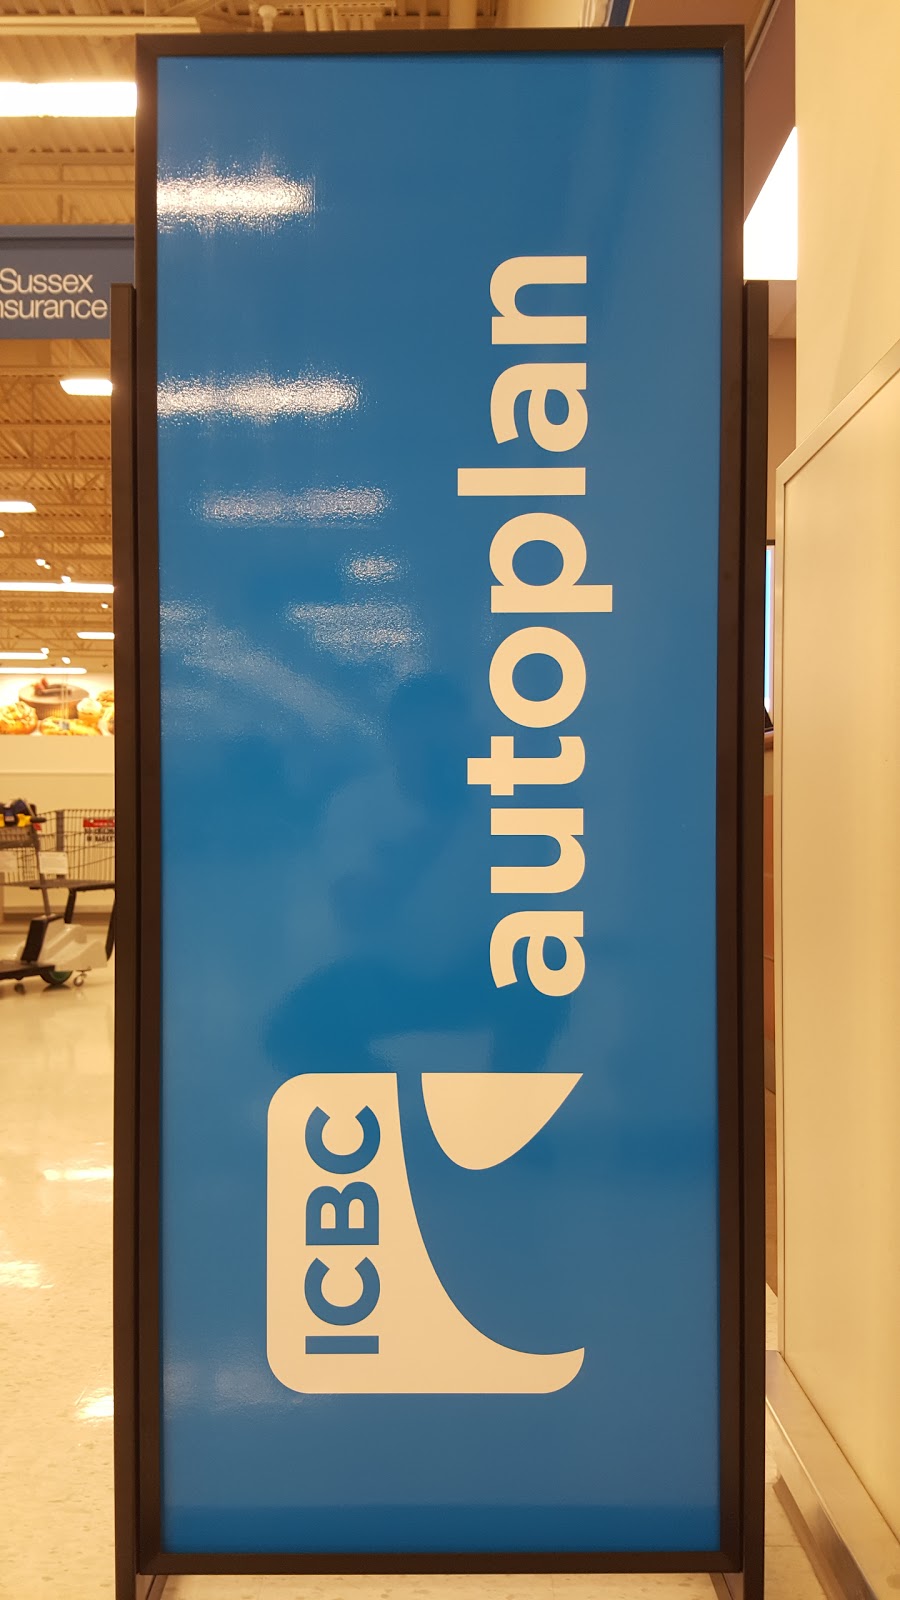 Sussex
nsurance
ICBC
autoplan